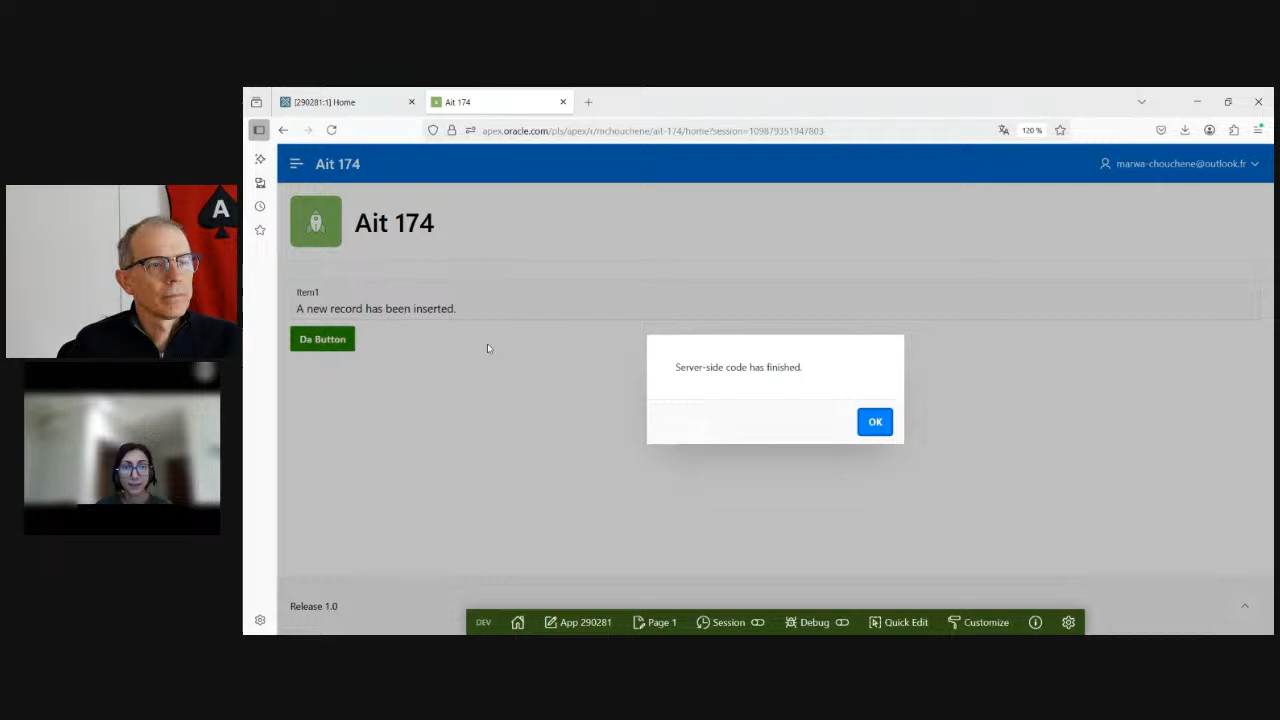 [290281:1] Home
Ait 174
apex.oracle.com/pls/apex/r/mchouchene/ait-174/home?session=109879351947803
120 %
Ait 174
marwa-chouchene@outlook.fr
A
Ait 174
Item1
A new record has been inserted.
Da Button
Server-side code has finished.
OK
Release 1.0
DEV
App 290281
Page 1
Session
Debug
Quick Edit
Customize